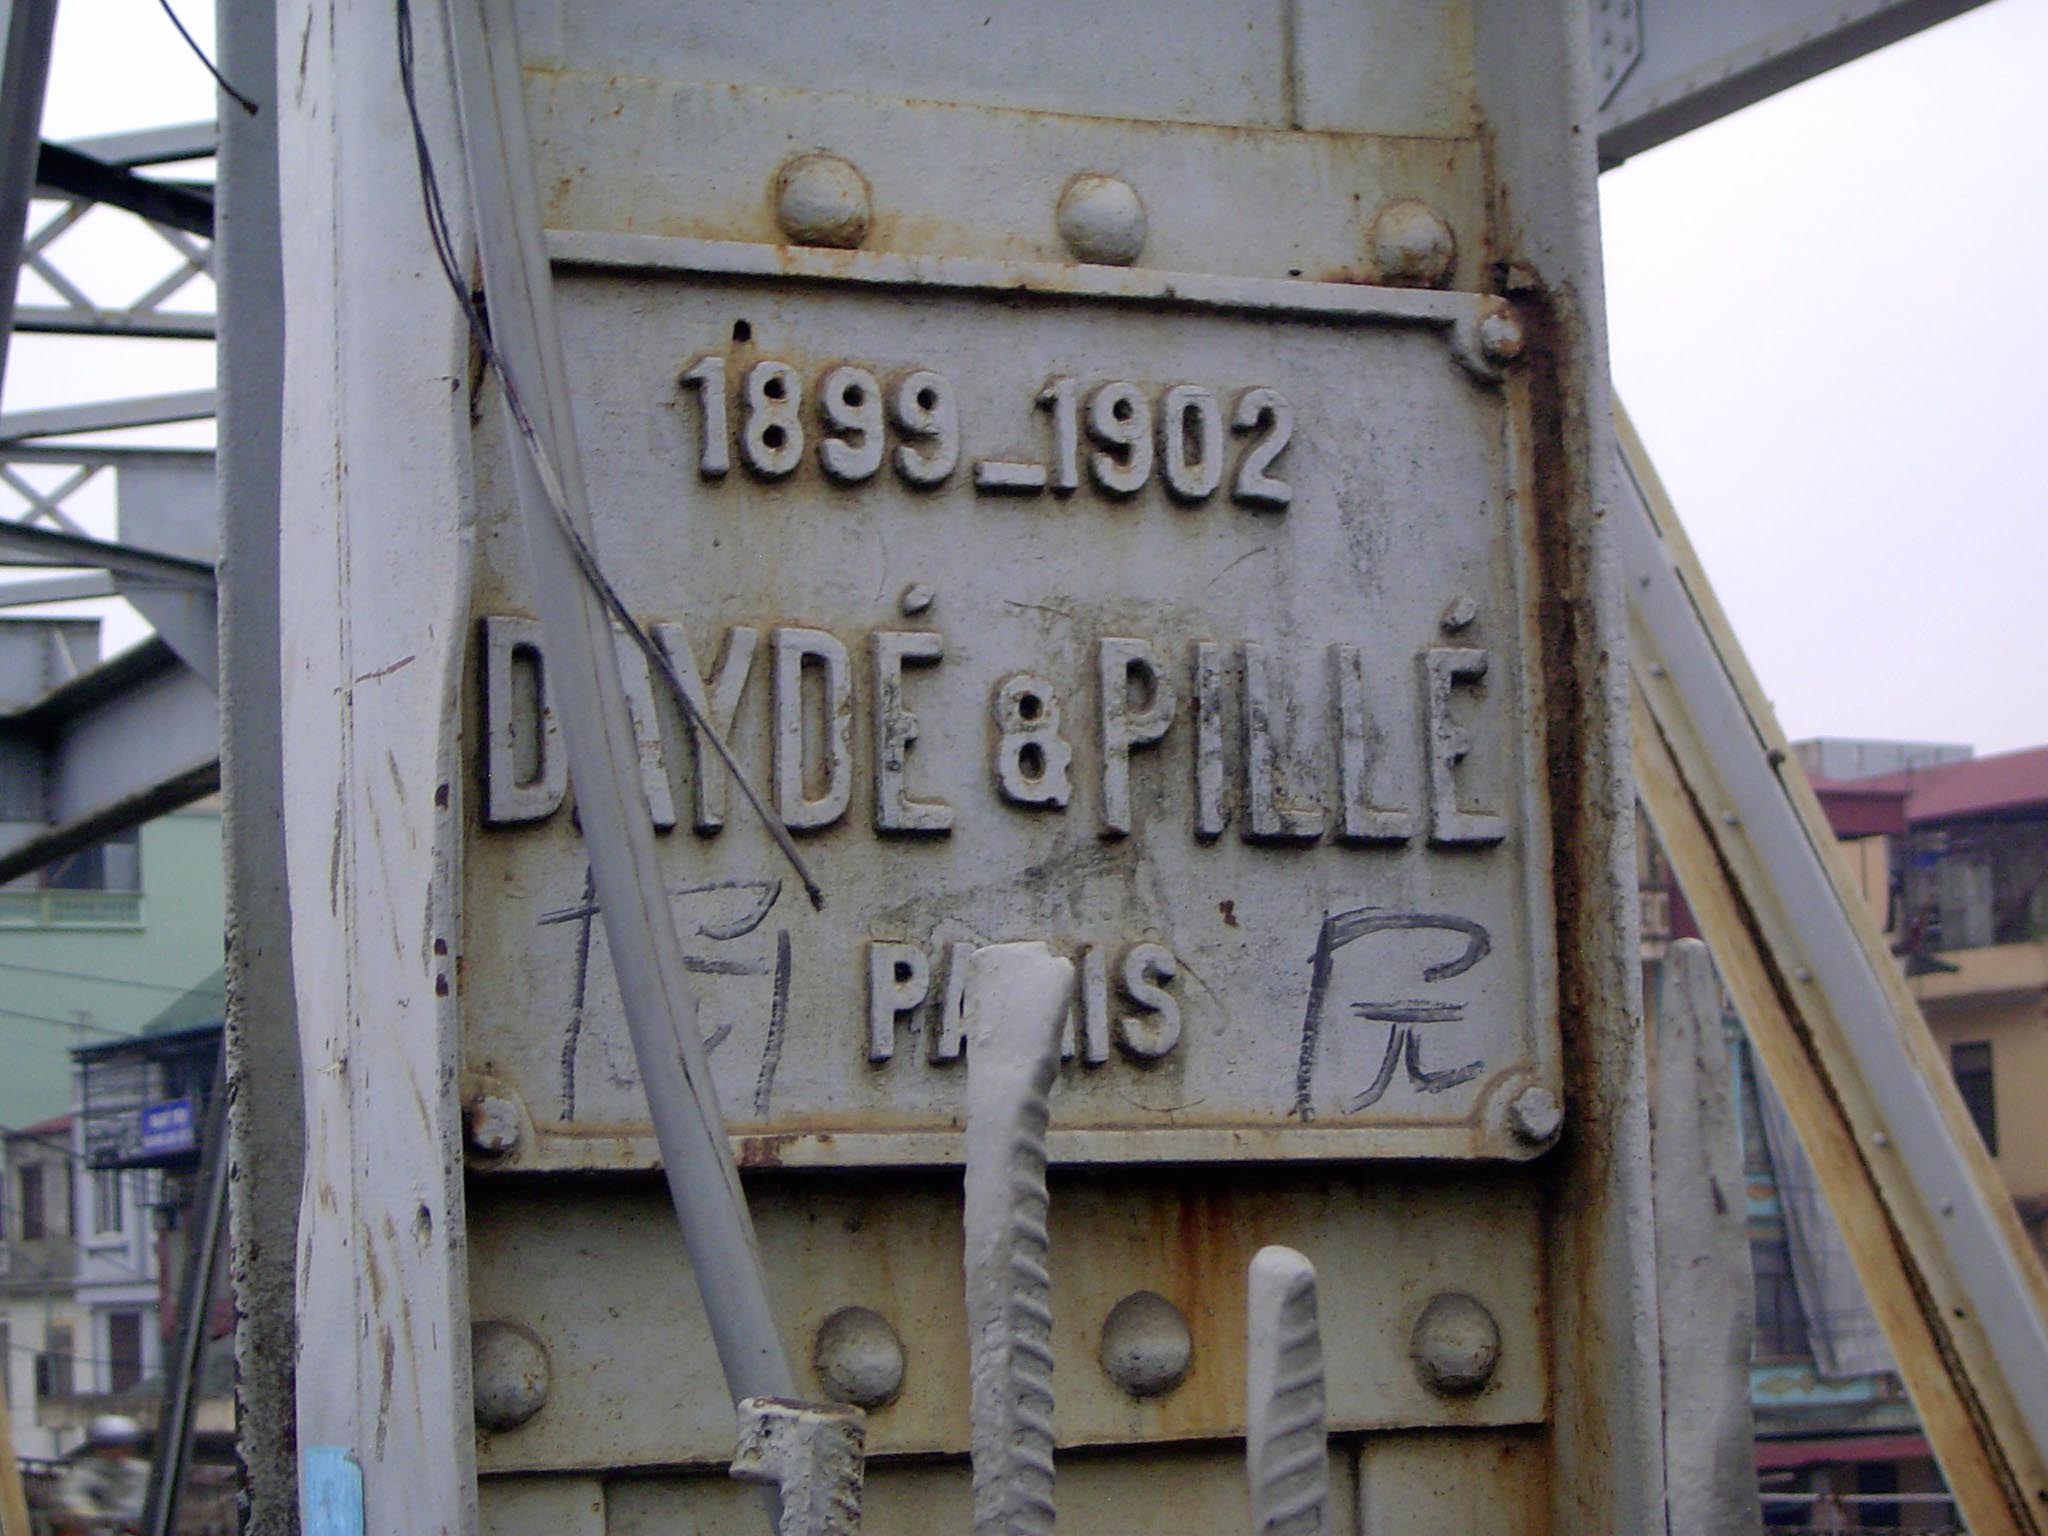 1899_1902
DAYDÉ & PILLÉ
PARIS